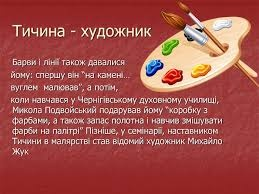 Тичина - художник
Барви і лінії також давалися
йому: спершу він "на камені…
вуглем малював", а потім,
коли навчався у Чернігівському духовному училищі,
Микола Подвойський подарував йому "коробку з
фарбами, а також запас полотна і навчив змішувати
фарби на палітрі" Пізніше, у семінарії, наставником
Тичини в малярстві став відомий художник Михайло
Жук